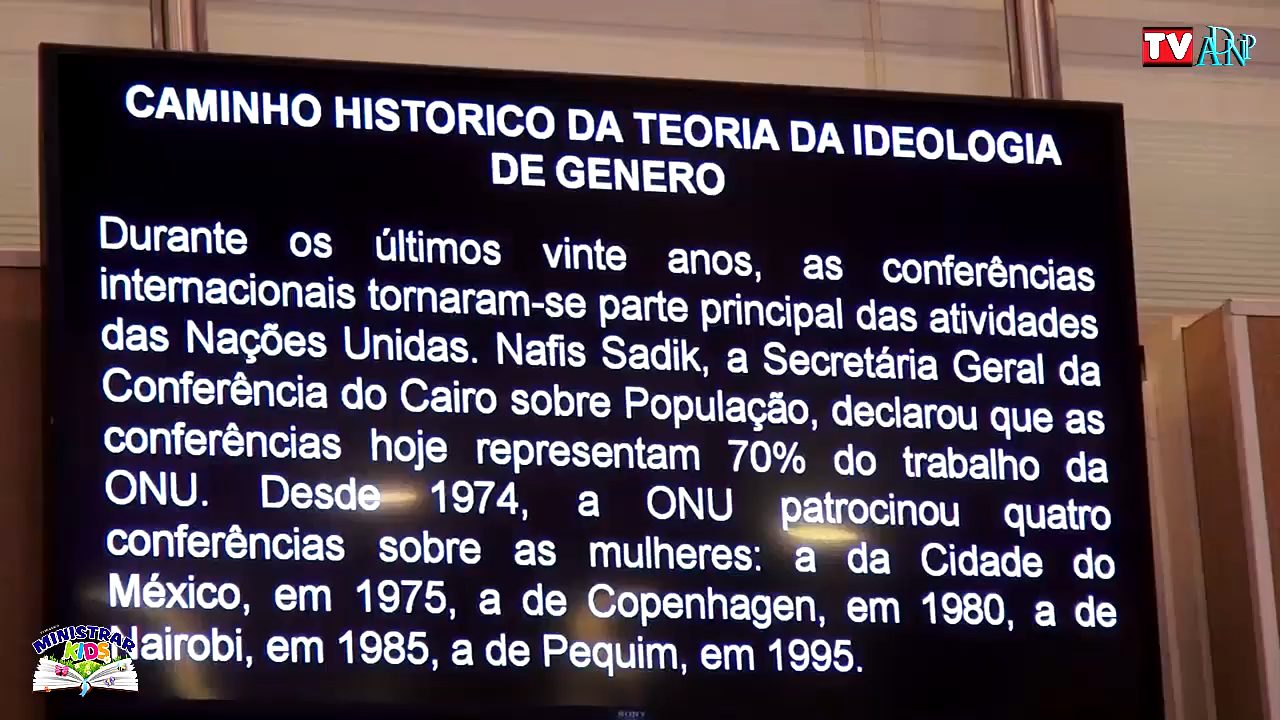 TV ADNP
CAMINHO HISTORICO DA TEORIA DA IDEOLOGIA
DE GENERO
Durante os últimos vinte anos, as conferências
internacionais tornaram-se parte principal das atividades
das Nações Unidas. Nafis Sadik, a Secretária Geral da
Conferência do Cairo sobre População, declarou que as
conferências hoje representam 70% do trabalho da
ONU. Desde 1974, a ONU patrocinou quatro
conferências sobre as mulheres: a da Cidade do
México, em 1975, a de Copenhagen, em 1980, a de
Nairobi, em 1985, a de Pequim, em 1995.
MINISTRAR
KIDS
SONY